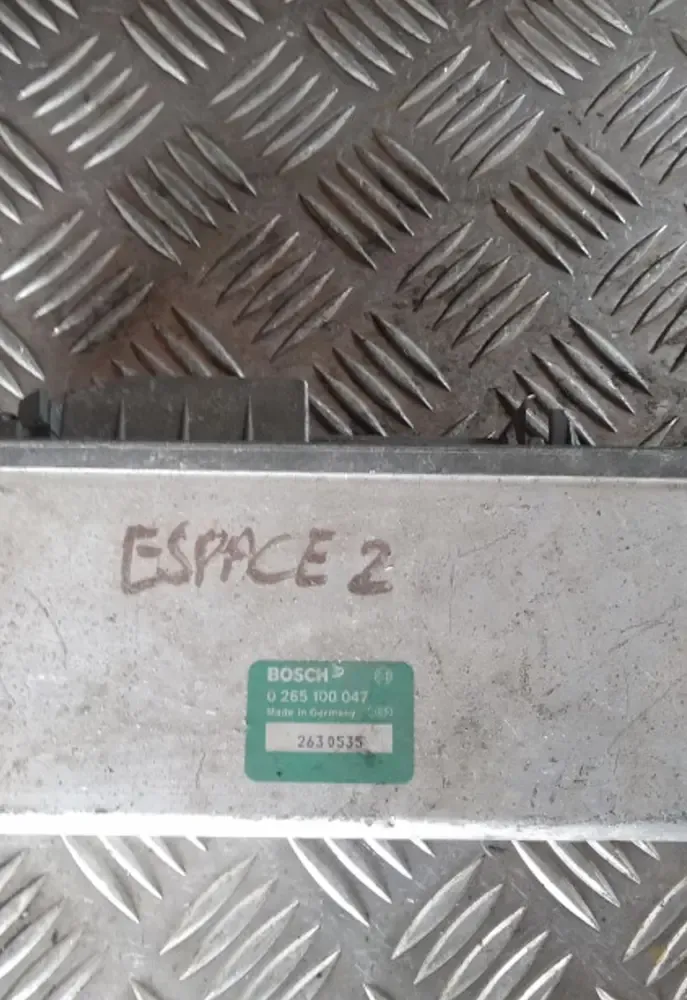 ESPACE 2
BOSCH
0 265 100 047
Made in Germany
2630535